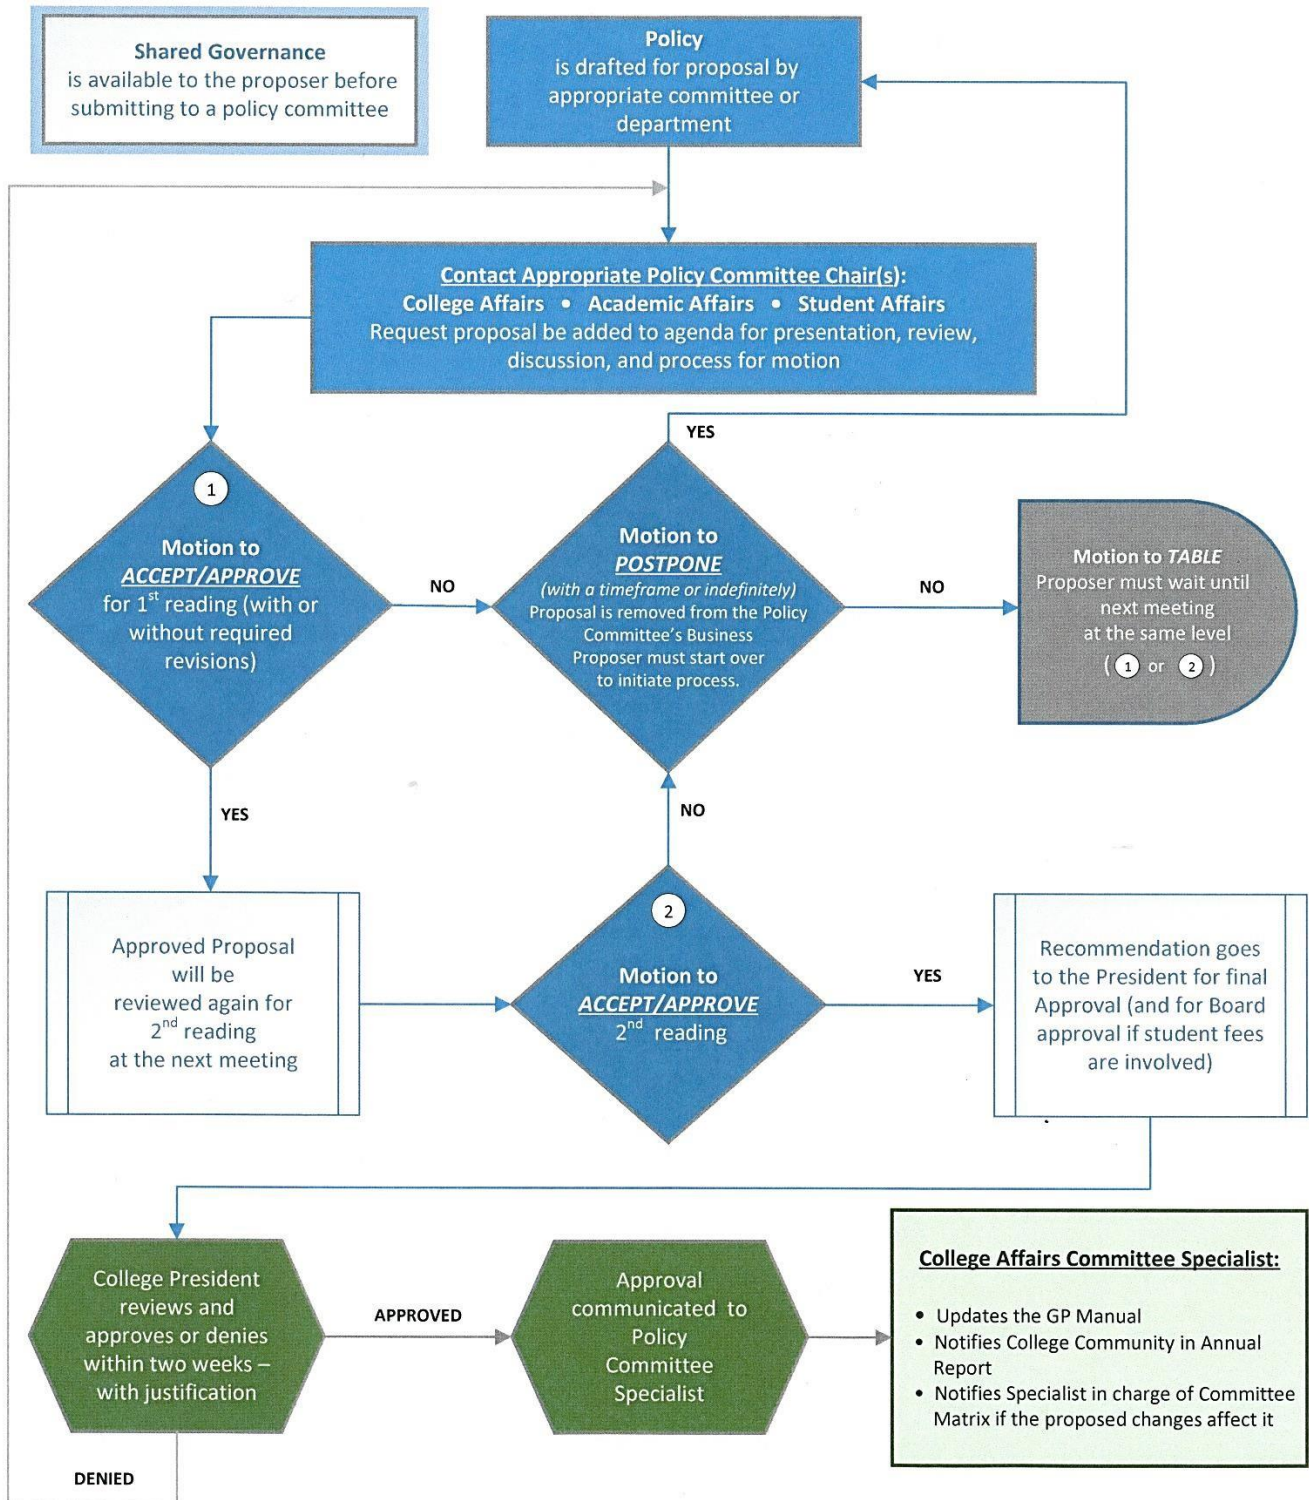 Shared Governance
is available to the proposer before
submitting to a policy committee
Policy
is drafted for proposal by
appropriate committee or
department
Contact Appropriate Policy Committee Chair(s):
College Affairs • Academic Affairs • Student Affairs
Request proposal be added to agenda for presentation, review,
discussion, and process for motion
1
Motion to
ACCEPT/APPROVE
for 1st reading (with or
without required
revisions)
NO
YES
YES
Motion to
POSTPONE
(with a timeframe or indefinitely)
Proposal is removed from the Policy
Committee's Business
Proposer must start over
to initiate process.
NO
Motion to TABLE
Proposer must wait until
next meeting
at the same level
( 1 or 2 )
Approved Proposal
will be
reviewed again for
2nd reading
at the next meeting
NO
2
Motion to
ACCEPT/APPROVE
2nd reading
YES
Recommendation goes
to the President for final
Approval (and for Board
approval if student fees
are involved)
College President
reviews and
approves or denies
within two weeks –
with justification
APPROVED
DENIED
Approval
communicated to
Policy
Committee
Specialist
College Affairs Committee Specialist:
• Updates the GP Manual
• Notifies College Community in Annual
Report
• Notifies Specialist in charge of Committee
Matrix if the proposed changes affect it